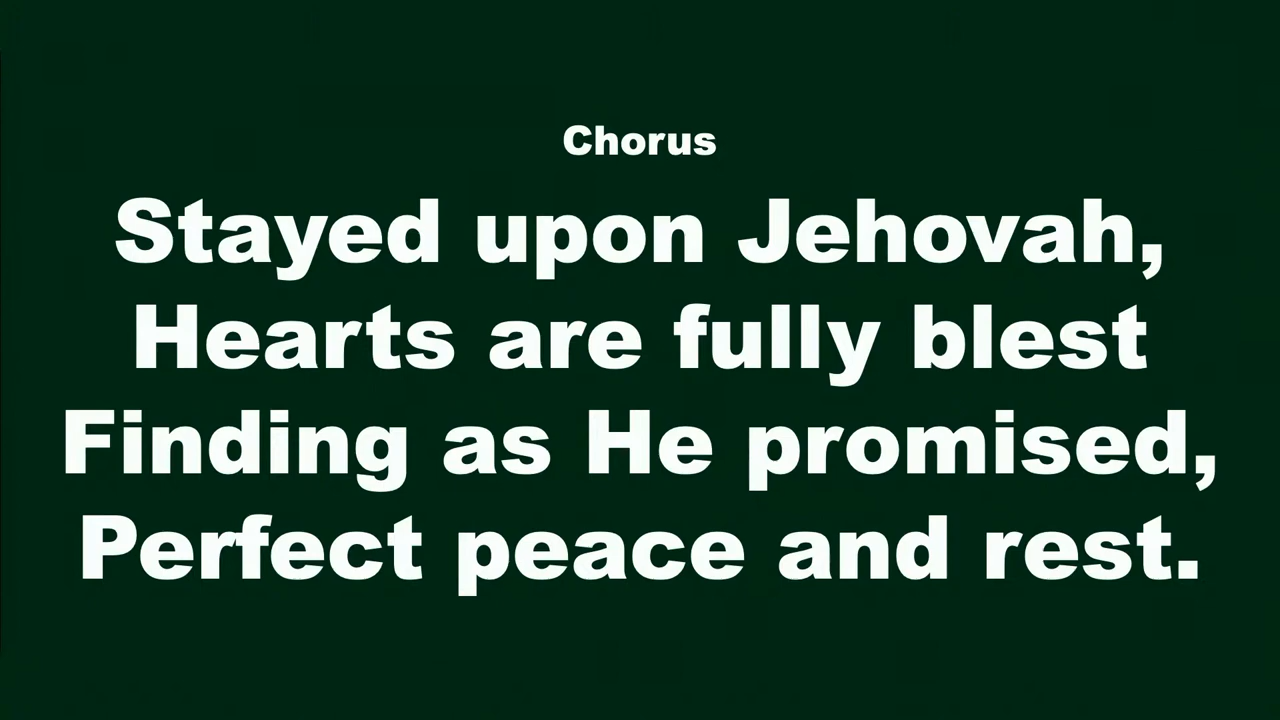 Chorus
Stayed upon Jehovah,
Hearts are fully blest
Finding as He promised,
Perfect peace and rest.